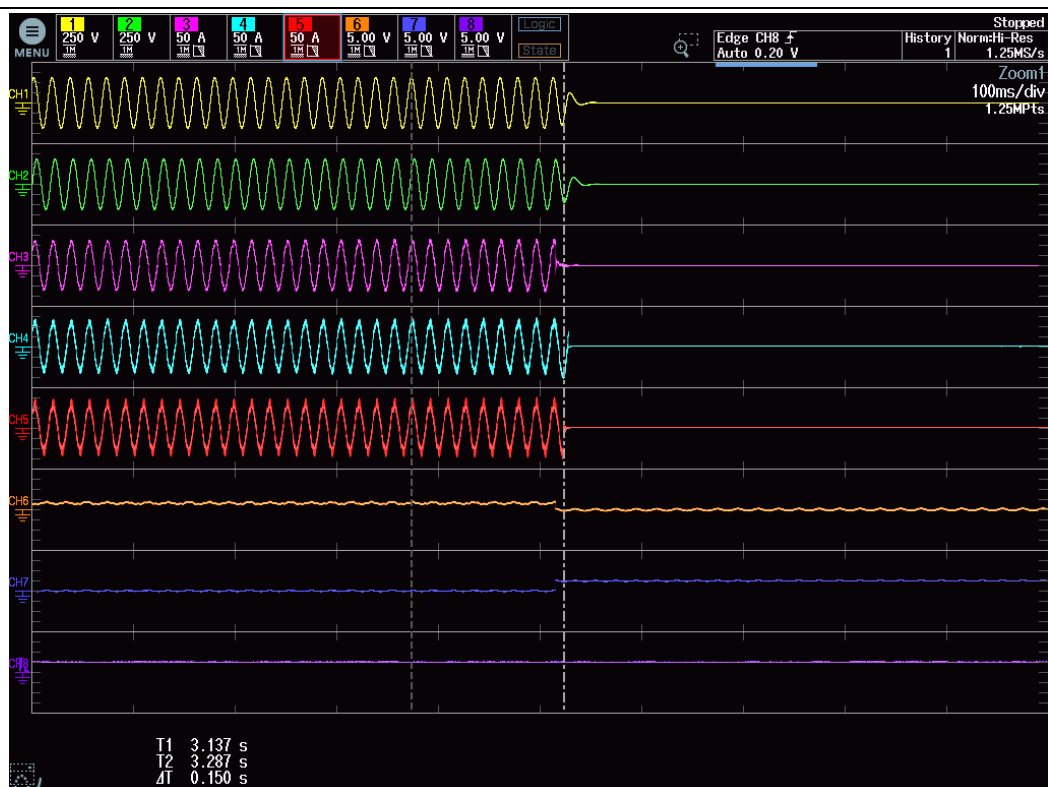 MENU
1 2 3 4 5 6 7 8 Logic
250 V 250 V 50 A 50 A 50 A 5.00 V 5.00 V 5.00 V State
1M 1M 1M 1M 1M 1M 1M 1M
Stopped
Edge CH8
Auto 0.20 V
History
1
Norm:Hi-Res
1.25MS/s
Zoom1
100ms/div
1.25MPts
CH1
CH2
CH3
CH4
CH5
CH6
CH7
CH8
T1 3.137 s
T2 3.287 s
ΔT 0.150 s